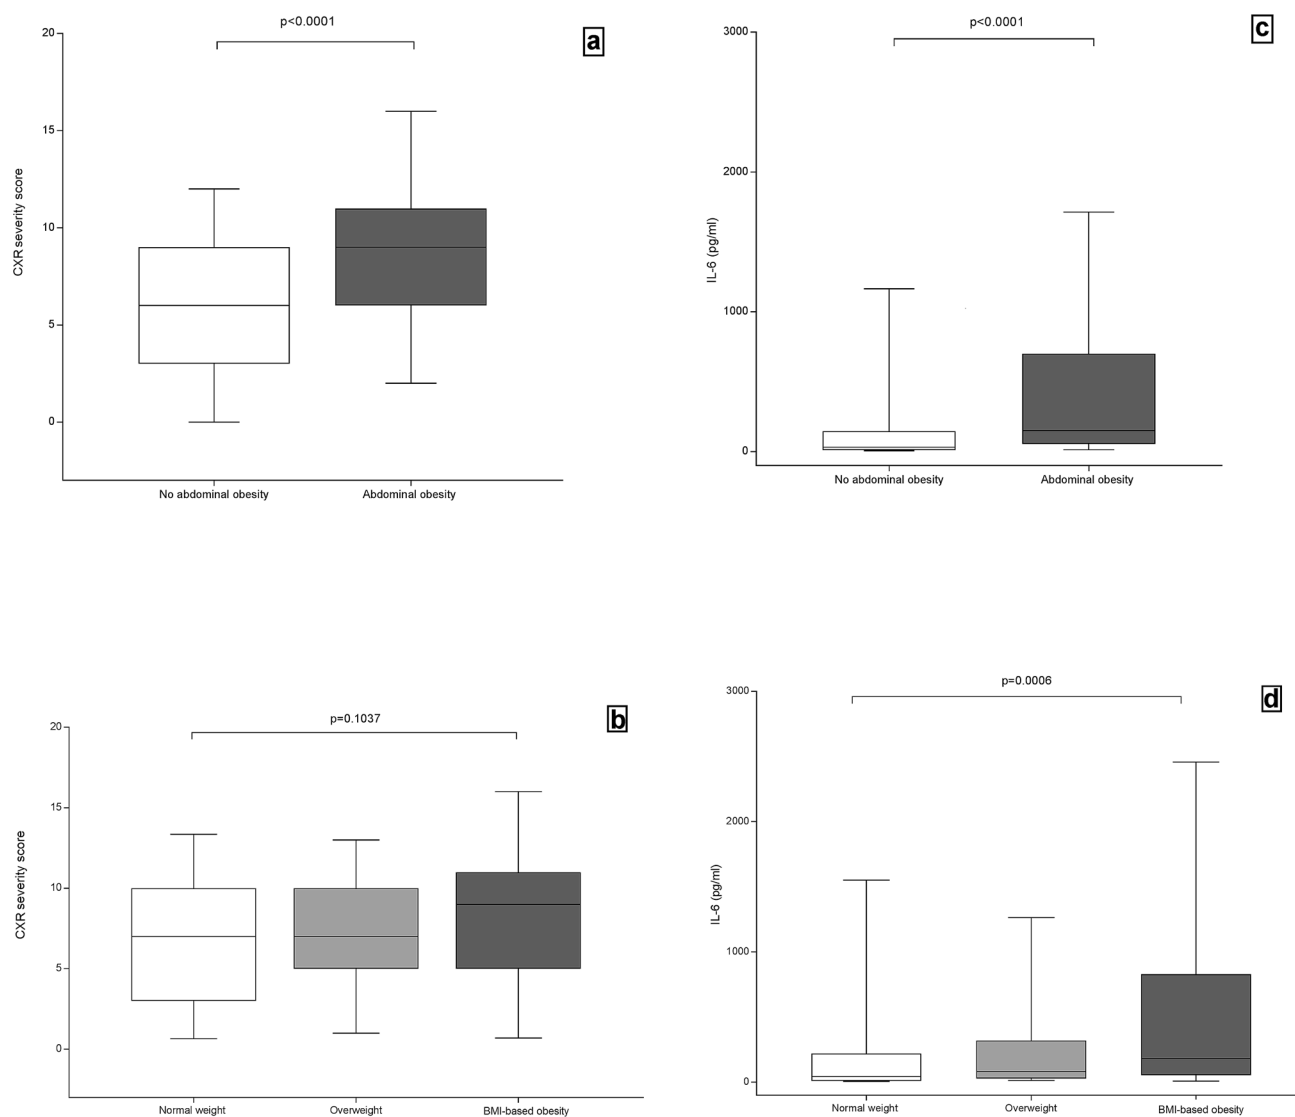 p<0.0001
a
20
15
10
5
0
CXR severity score
No abdominal obesity
Abdominal obesity
p<0.0001
c
3000
2000
1000
0
IL-6 (pg/ml)
No abdominal obesity
Abdominal obesity
p=0.1037
b
20
15
10
5
0
CXR severity score
Normal weight
Overweight
BMI-based obesity
p=0.0006
d
3000
2000
1000
0
IL-6 (pg/ml)
Normal weight
Overweight
BMI-based obesity